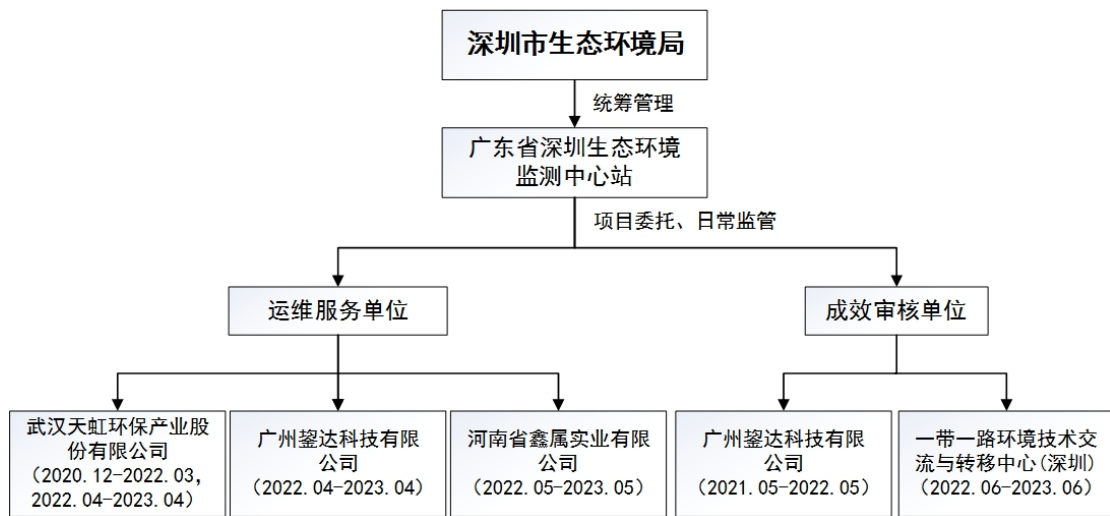 深圳市生态环境局
统筹管理
广东省深圳生态环境
监测中心站
项目委托、日常监管
运维服务单位
成效审核单位
武汉天虹环保产业股
份有限公司
(2020.12-2022.03,
2022.04-2023.04)
广州鋆达科技有限
公司
(2022.04-2023.04)
河南省鑫属实业有限
公司
(2022.05-2023.05)
广州鋆达科技有限
公司
(2021.05-2022.05)
一带一路环境技术交
流与转移中心(深圳)
(2022.06-2023.06)